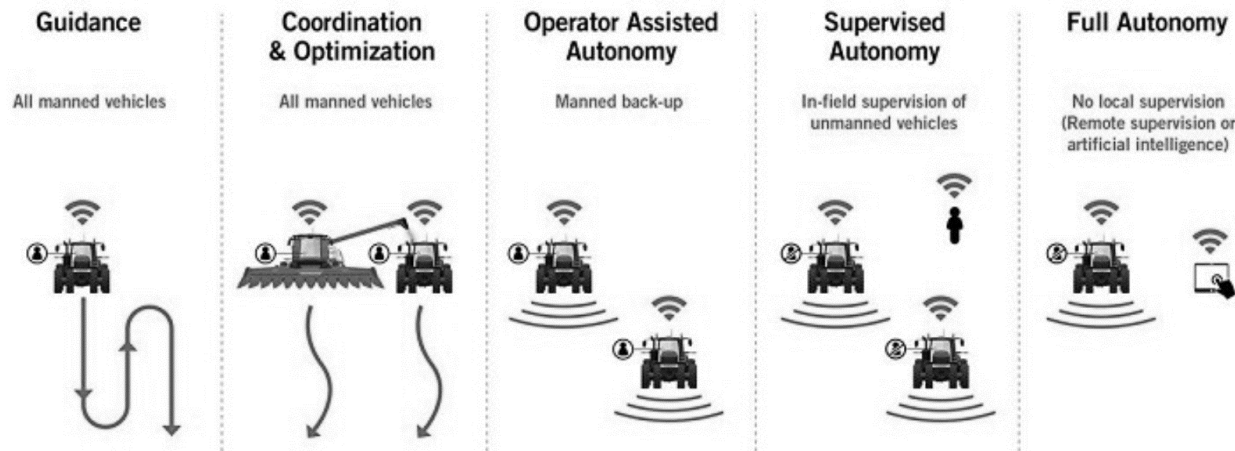 Guidance
All manned vehicles
Coordination
& Optimization
All manned vehicles
Operator Assisted
Autonomy
Manned back-up
Supervised
Autonomy
In-field supervision of
unmanned vehicles
Full Autonomy
No local supervision
(Remote supervision or
artificial intelligence)